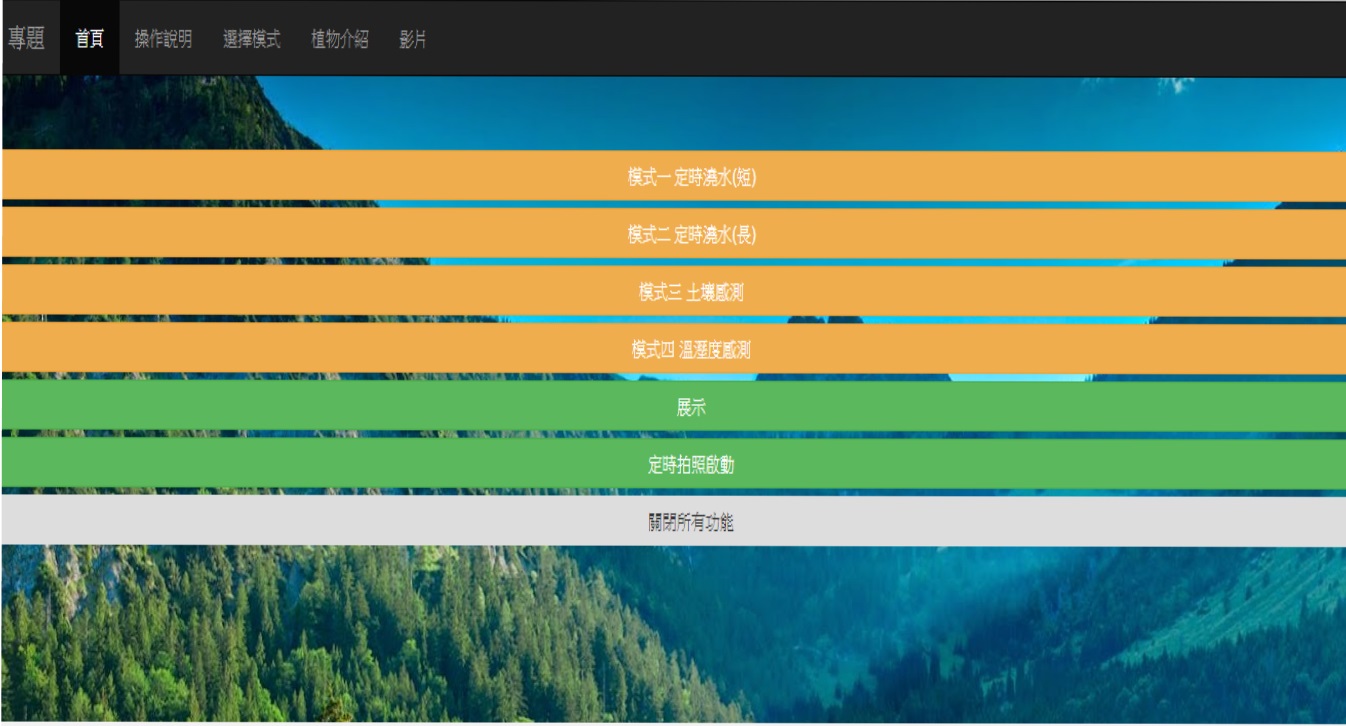 專題 首頁 操作說明 選擇模式 植物介紹 影片
模式一 定時澆水(短)
模式二 定時澆水(長)
模式三 土壤感測
模式四 溫溼度感測
展示
定時拍照啟動
關閉所有功能